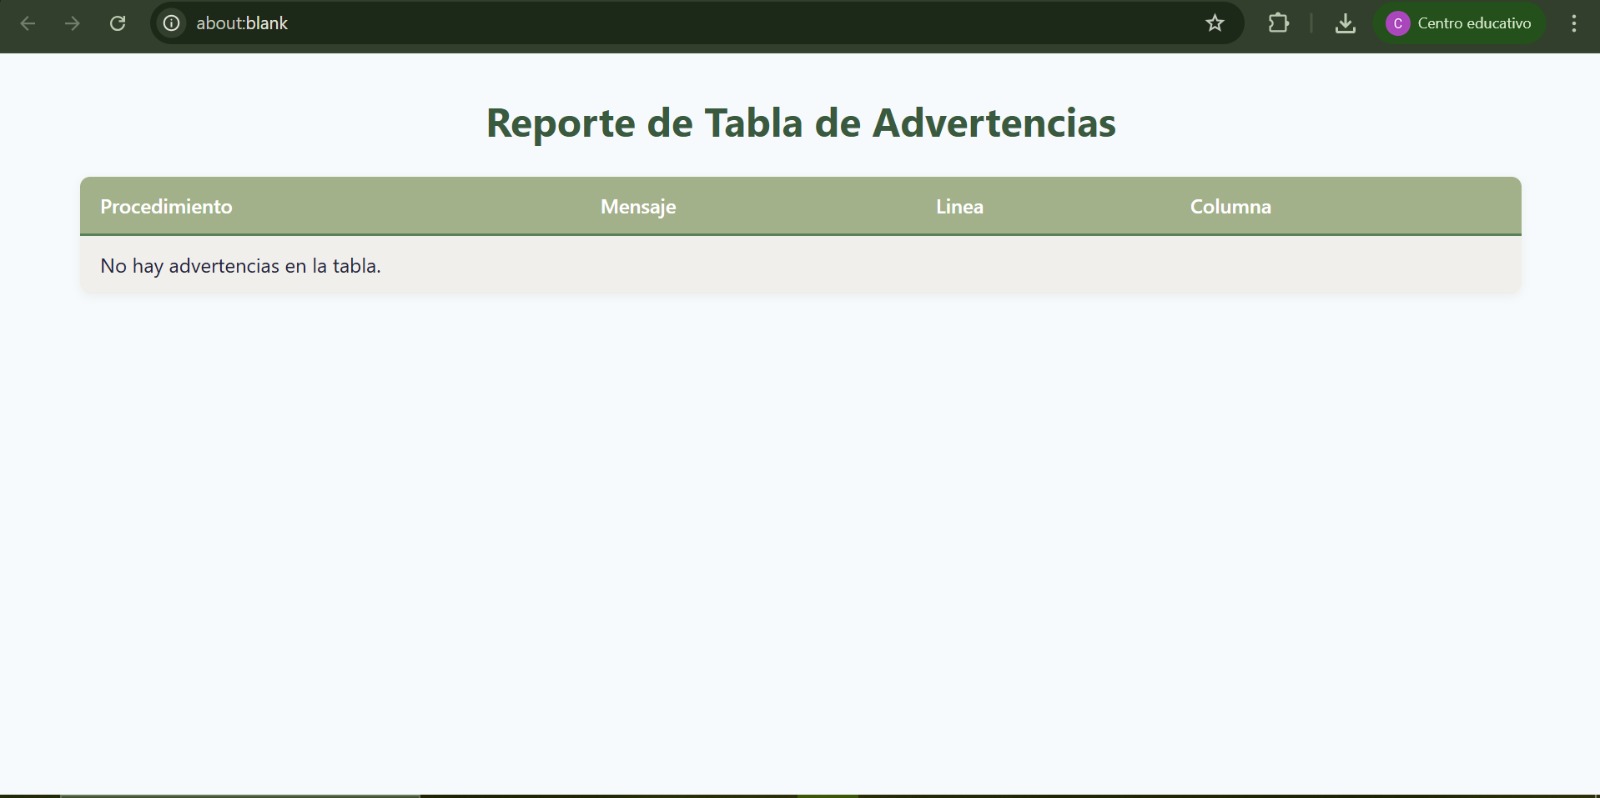 about:blank
C Centro educativo
Reporte de Tabla de Advertencias
Procedimiento Mensaje Linea Columna
No hay advertencias en la tabla.